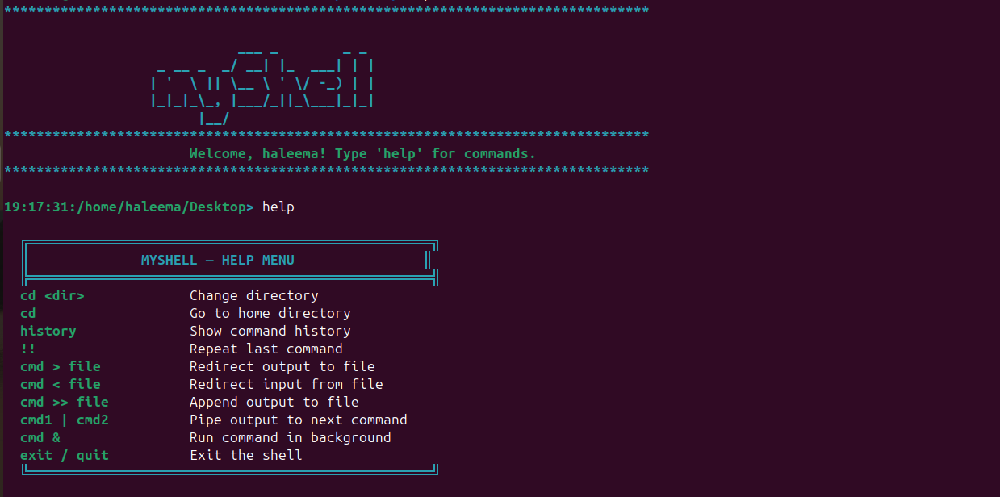 ********************************************************************************
                             ___ _        _ _
                   _ __ _  _/ __| |_  ___| | |
                  | '  \ || \__ \ ' \/ -_) | |
                  |_|_|_\_, |___/_||_\___|_|_|
                        |__/
********************************************************************************
Welcome, haleema! Type 'help' for commands.
********************************************************************************
19:17:31:/home/haleema/Desktop> help
MYSHELL — HELP MENU
cd <dir> Change directory
cd Go to home directory
history Show command history
!! Repeat last command
cmd > file Redirect output to file
cmd < file Redirect input from file
cmd >> file Append output to file
cmd1 | cmd2 Pipe output to next command
cmd & Run command in background
exit / quit Exit the shell